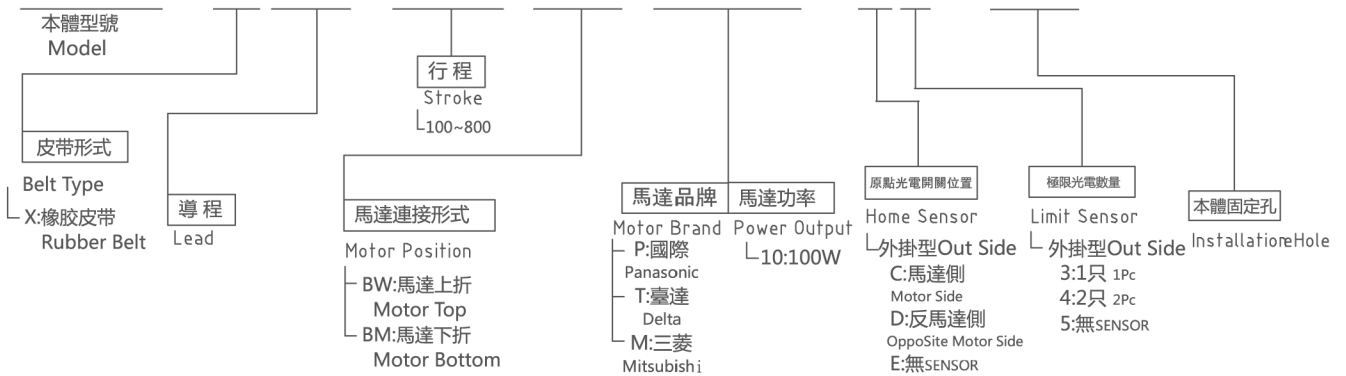 本體型號
Model
皮带形式
Belt Type
X:橡胶皮带
Rubber Belt
導程
Lead
行程
Stroke
100~800
馬達連接形式
Motor Position
BW:馬達上折
Motor Top
BM:馬達下折
Motor Bottom
馬達品牌
Motor Brand
P:國際
Panasonic
T:臺達
Delta
M:三菱
Mitsubishi
馬達功率
Power Output
10:100W
原點光電開關位置
Home Sensor
外掛型Out Side
C:馬達側
Motor Side
D:反馬達側
OppoSite Motor Side
E:無SENSOR
極限光電數量
Limit Sensor
外掛型Out Side
3:1只 1Pc
4:2只 2Pc
5:無SENSOR
本體固定孔
InstallationeHole